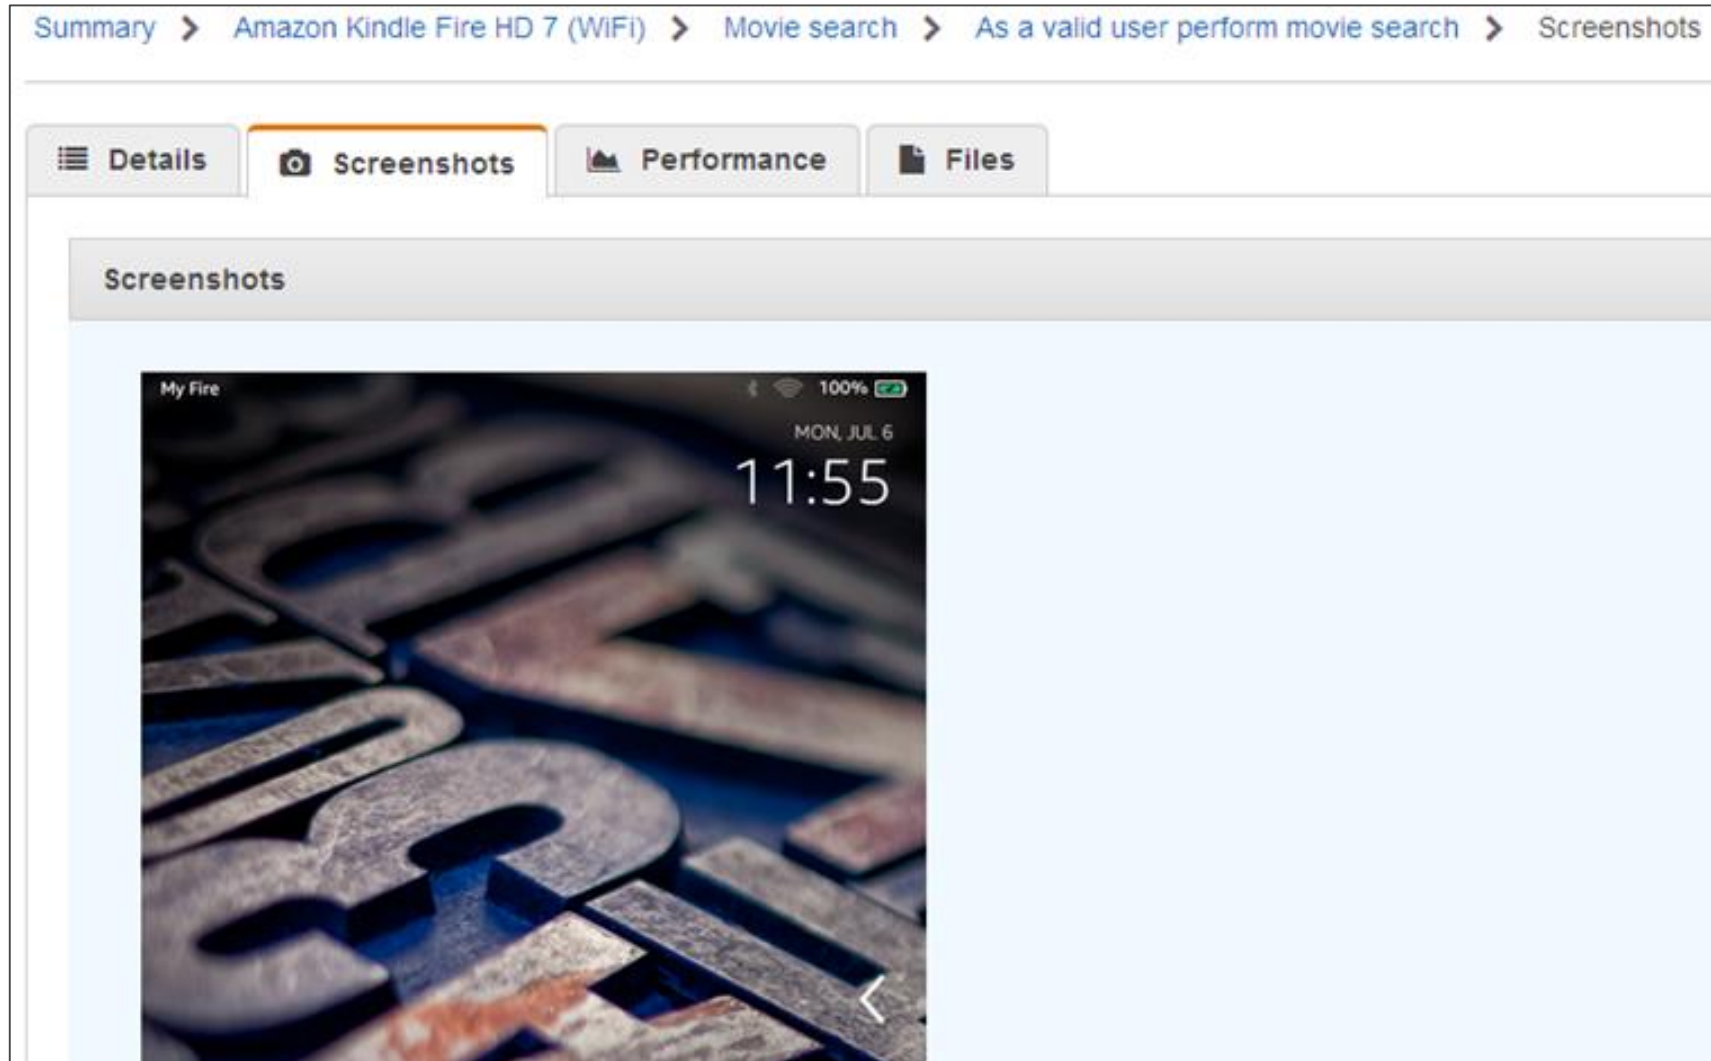 Summary > Amazon Kindle Fire HD 7 (WiFi) > Movie search > As a valid user perform movie search > Screenshots
Details Screenshots Performance Files
Screenshots
My Fire 100%
MON, JUL 6
11:55